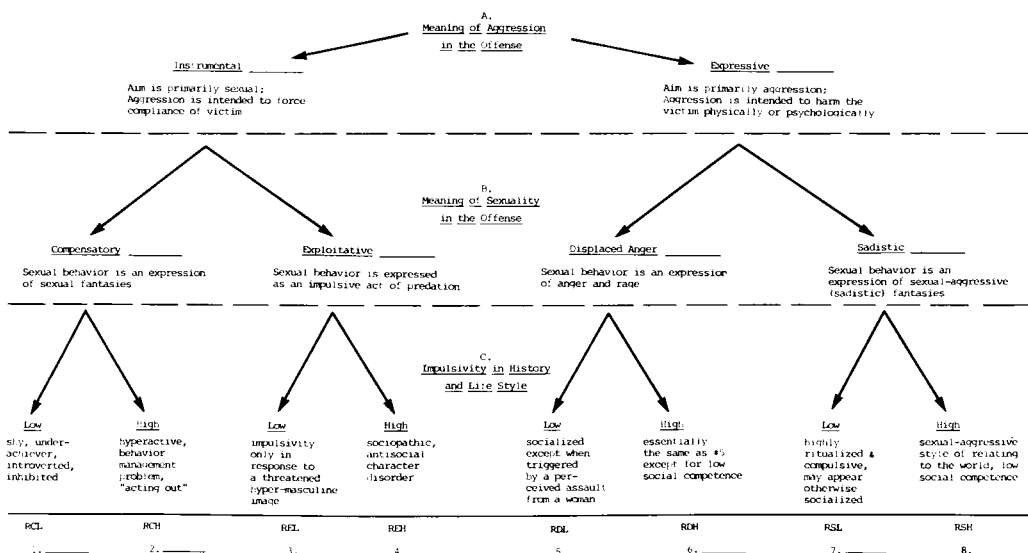 A.
Meaning of Aggression
in the Offense
Instrumental
Aim is primarily sexual;
Aggression is intended to force
compliance of victim
Expressive
Aim is primarily aggression;
Aggression is intended to harm the
victim physically or psychologically
B.
Meaning of Sexuality
in the Offense
Compensatory
Sexual behavior is an expression
of sexual fantasies
Exploitative
Sexual behavior is expressed
as an impulsive act of predation
Displaced Anger
Sexual behavior is an expression
of anger and rage
Sadistic
Sexual behavior is an
expression of sexual-aggressive
(sadistic) fantasies
C.
Impulsivity in History
and Life Style
Low
shy, under-
achiever,
introverted,
inhibited
High
hyperactive,
behavior
management
problem,
"acting out"
Low
impulsivity
only in
response to
a threatened
hyper-masculine
image
High
sociopathic,
antisocial
character
disorder
Low
socialized
except when
triggered
by a per-
ceived assault
from a woman
High
essentially
the same as #5
except for low
social competence
Low
highly
ritualized &
compulsive,
may appear
otherwise
socialized
High
sexual-aggressive
style of relating
to the world, low
social competence
RCL RCH REL REH RDL RDH RSL RSH
1. 2. 3. 4. 5. 6. 7. 8.